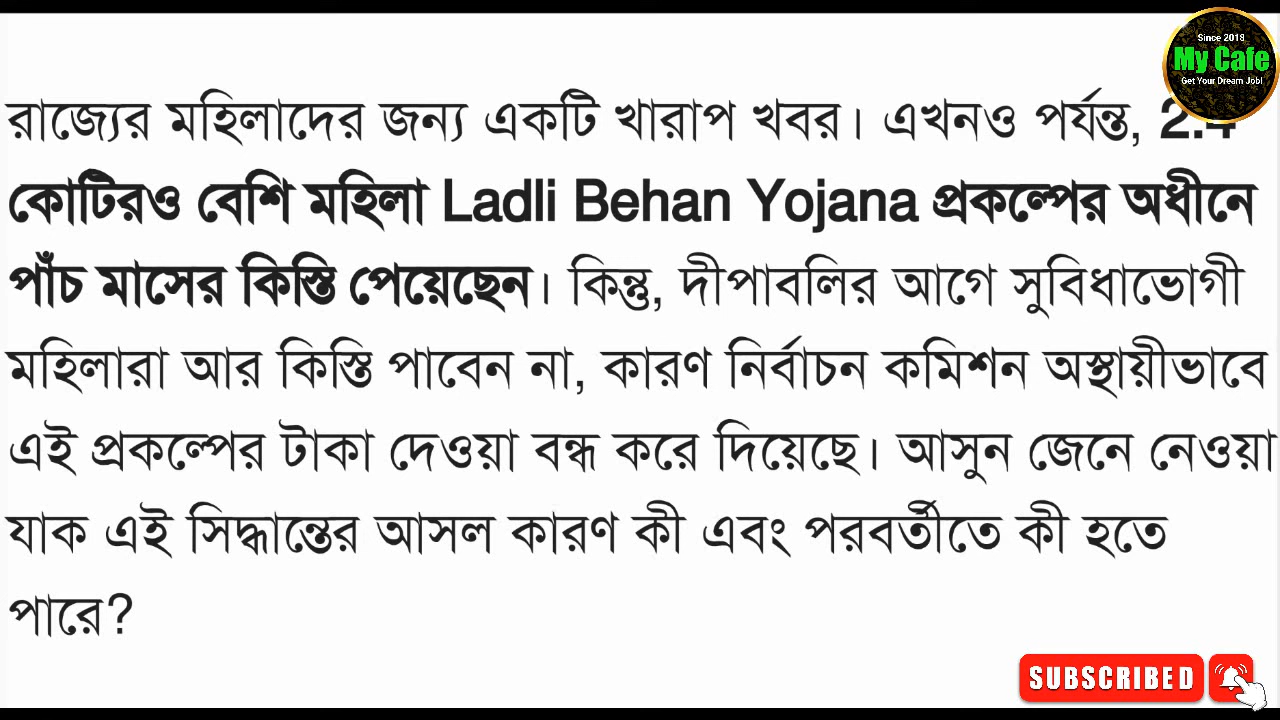 Since 2018
My Cafe
Get Your Dream Job!
রাজ্যের মহিলাদের জন্য একটি খারাপ খবর। এখনও পর্যন্ত, 2.4
কোটিরও বেশি মহিলা Ladli Behan Yojana প্রকল্পের অধীনে
পাঁচ মাসের কিস্তি পেয়েছেন। কিন্তু, দীপাবলির আগে সুবিধাভোগী
মহিলারা আর কিস্তি পাবেন না, কারণ নির্বাচন কমিশন অস্থায়ীভাবে
এই প্রকল্পের টাকা দেওয়া বন্ধ করে দিয়েছে। আসুন জেনে নেওয়া
যাক এই সিদ্ধান্তের আসল কারণ কী এবং পরবর্তীতে কী হতে
পারে?
SUBSCRIBED